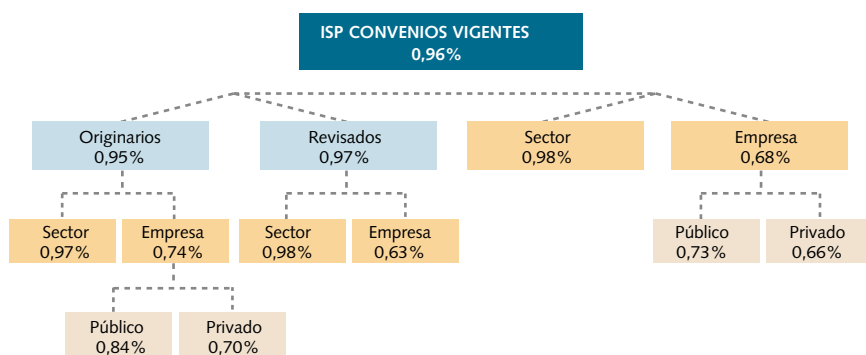 ISP CONVENIOS VIGENTES
0,96%
Originarios
0,95%
Revisados
0,97%
Sector
0,98%
Empresa
0,68%
Sector
0,97%
Empresa
0,74%
Sector
0,98%
Empresa
0,63%
Público
0,73%
Privado
0,66%
Público
0,84%
Privado
0,70%